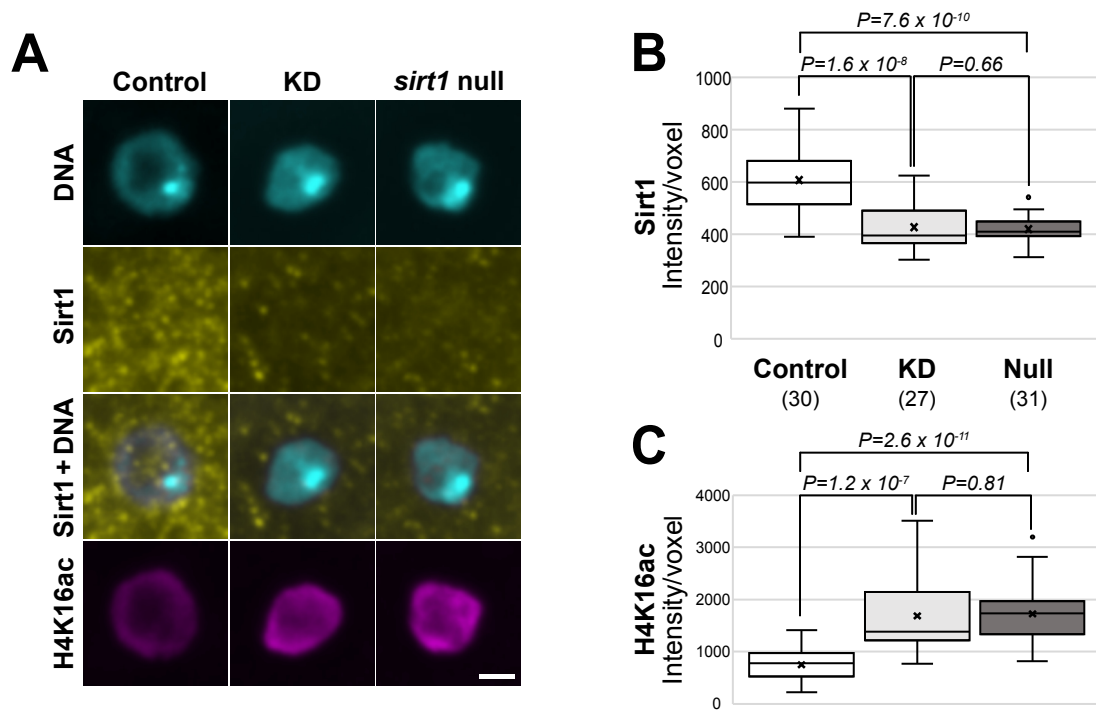 A
Control KD sirt1 null
DNA
Sirt1
Sirt1 + DNA
H4K16ac
B
P=7.6 x 10⁻¹⁰
P=1.6 x 10⁻⁸ P=0.66
Sirt1
Intensity/voxel
1000
800
600
400
200
0
Control KD Null
(30) (27) (31)
C
P=2.6 x 10⁻¹¹
P=1.2 x 10⁻⁷ P=0.81
H4K16ac
Intensity/voxel
4000
3000
2000
1000
0